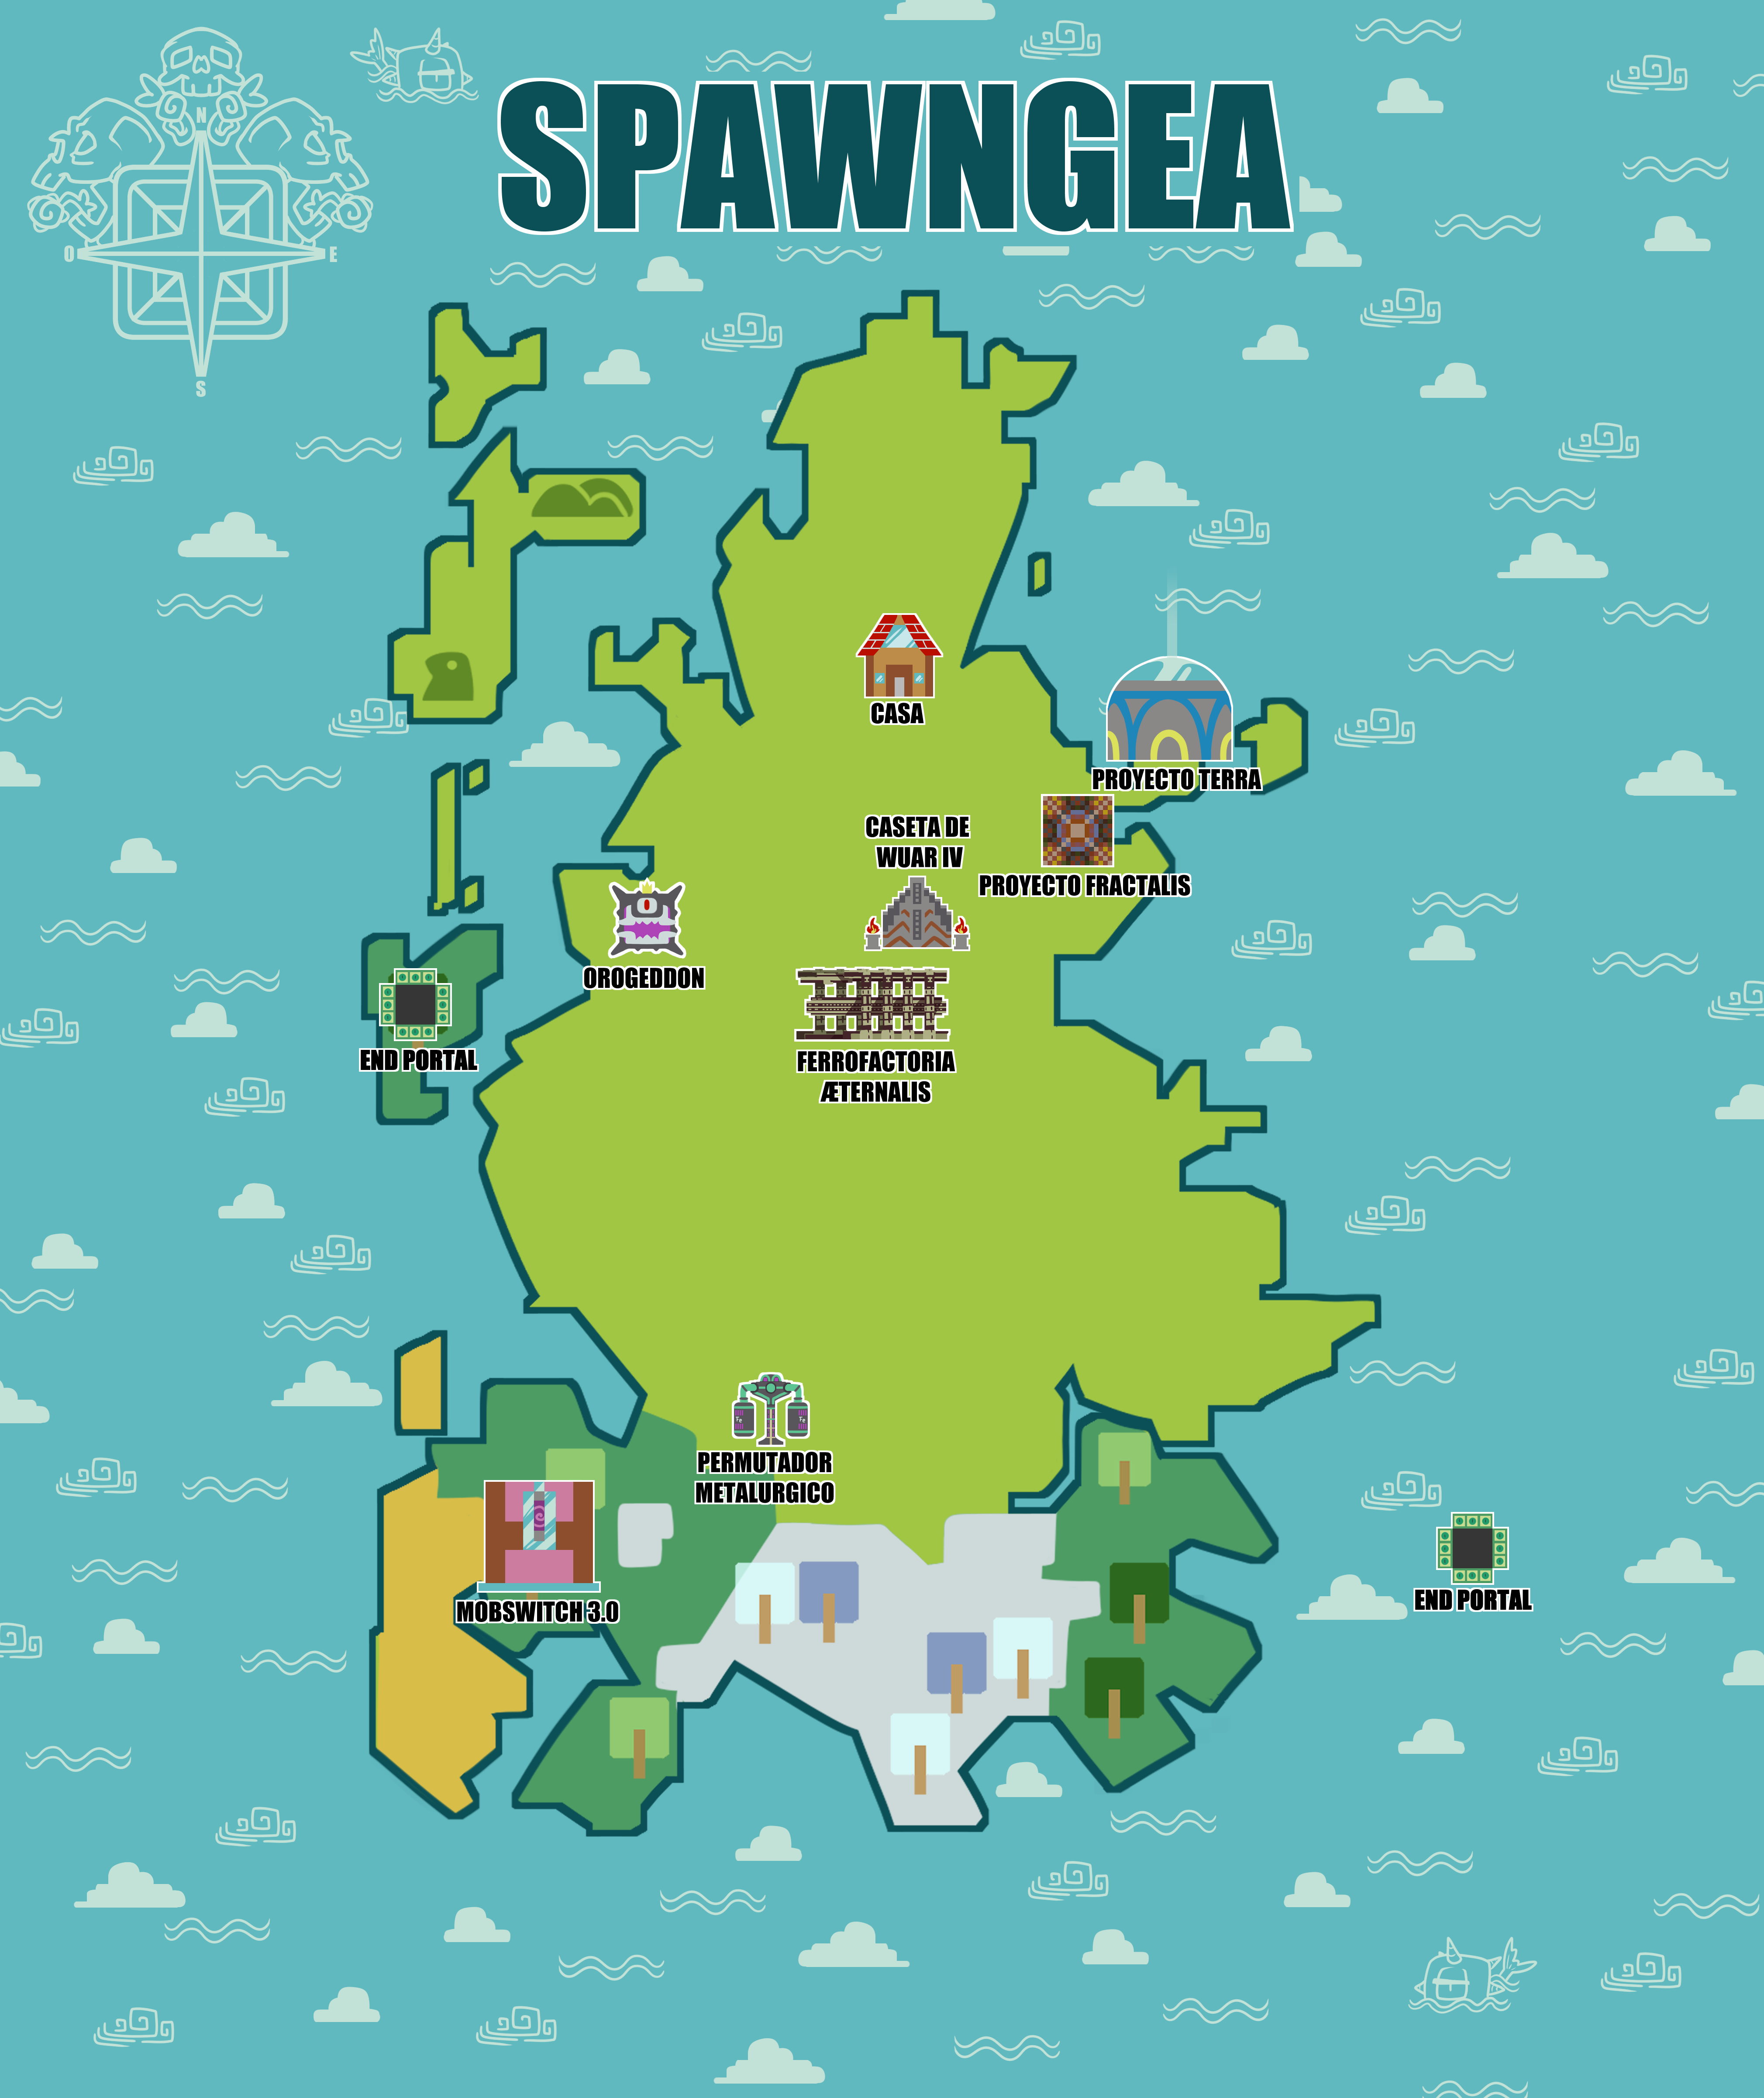 SPAWNGEA
N
O
E
S
CASA
PROYECTO TERRA
CASETA DE
WUAR IV
PROYECTO FRACTALIS
OROGEDDON
FERROFACTORIA
ÆTERNALIS
END PORTAL
PERMUTADOR
METALURGICO
MOBSWITCH 3.0
END PORTAL